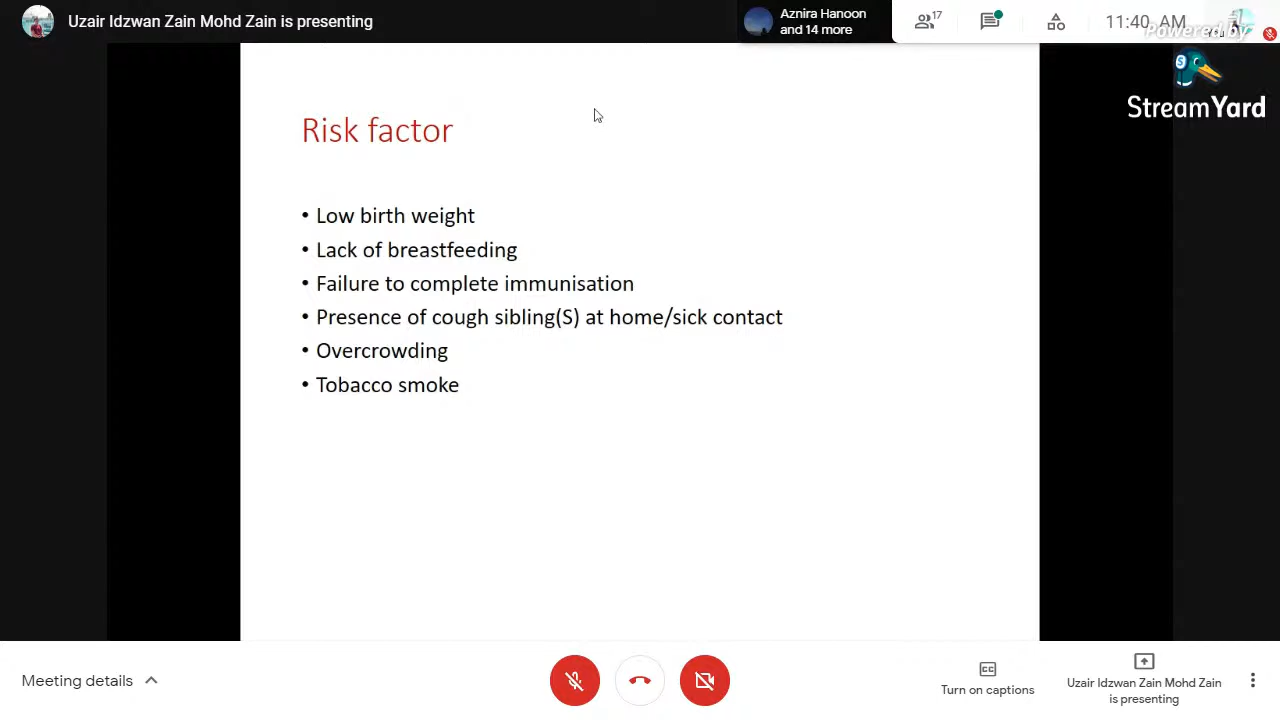 Uzair Idzwan Zain Mohd Zain is presenting
Aznira Hanoon
and 14 more
17
11:40 AM
Powered by
You
S
StreamYard
Risk factor
• Low birth weight
• Lack of breastfeeding
• Failure to complete immunisation
• Presence of cough sibling(S) at home/sick contact
• Overcrowding
• Tobacco smoke
Meeting details
CC
Turn on captions
Uzair Idzwan Zain Mohd Zain
is presenting